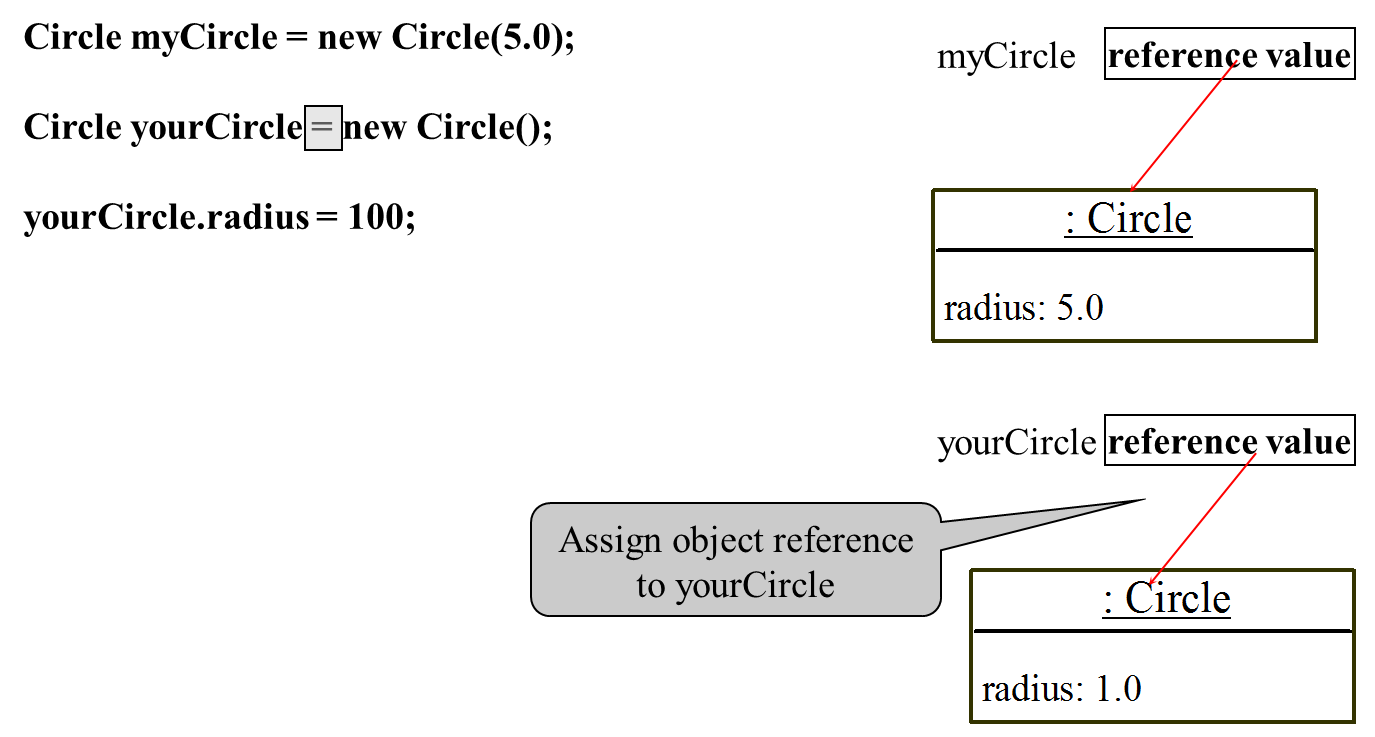 Circle myCircle = new Circle(5.0);
Circle yourCircle = new Circle();
yourCircle.radius = 100;
myCircle reference value
: Circle
radius: 5.0
yourCircle reference value
Assign object reference
to yourCircle
: Circle
radius: 1.0